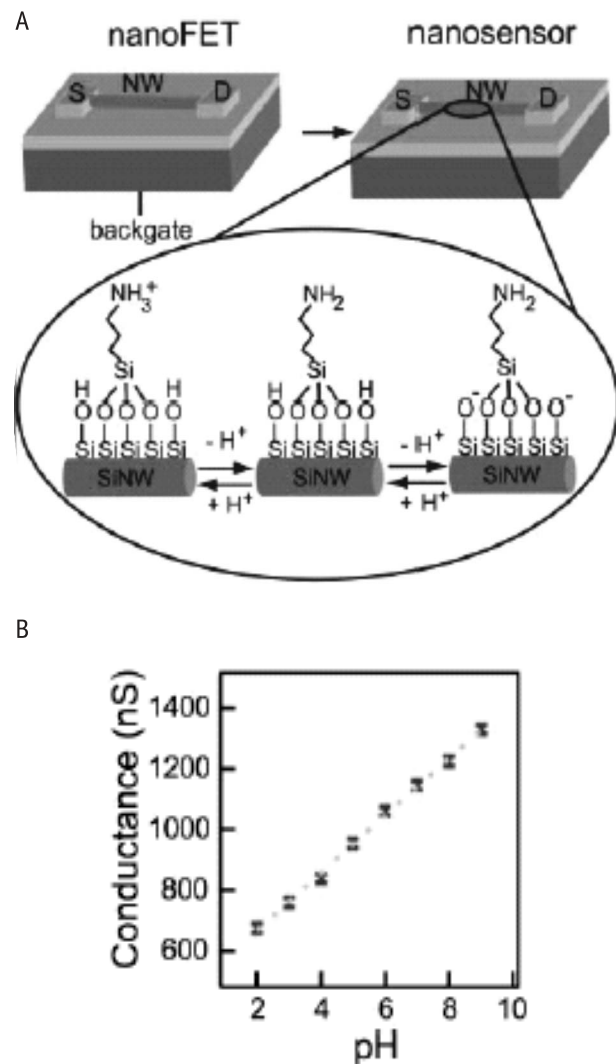 A
nanoFET nanosensor
S NW D S NW D
backgate
NH3+ NH2 NH2
Si Si Si
H H H H
O O O O O O O O O O O- O O O O-
Si Si Si Si Si Si Si Si Si Si Si Si Si Si Si
- H+ - H+
SiNW SiNW SiNW
+ H+ + H+
B
Conductance (nS)
1400
1200
1000
800
600
2 4 6 8 10
pH